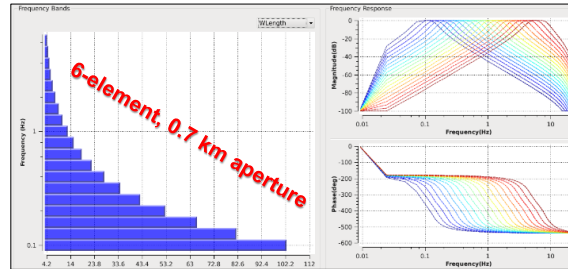 Frequency Bands
WLength
6-element, 0.7 km aperture
Frequency (Hz)
1
0.1
4.2 14 23.8 33.6 43.4 53.2 63 72.8 82.6 92.4 102.2 112
Frequency Response
Magnitude(dB)
0
-20
-40
-60
-80
-100
0.01 0.1 1 10
Frequency(Hz)
Phase(deg)
0
-100
-200
-300
-400
-500
-600
0.01 0.1 1 10
Frequency(Hz)